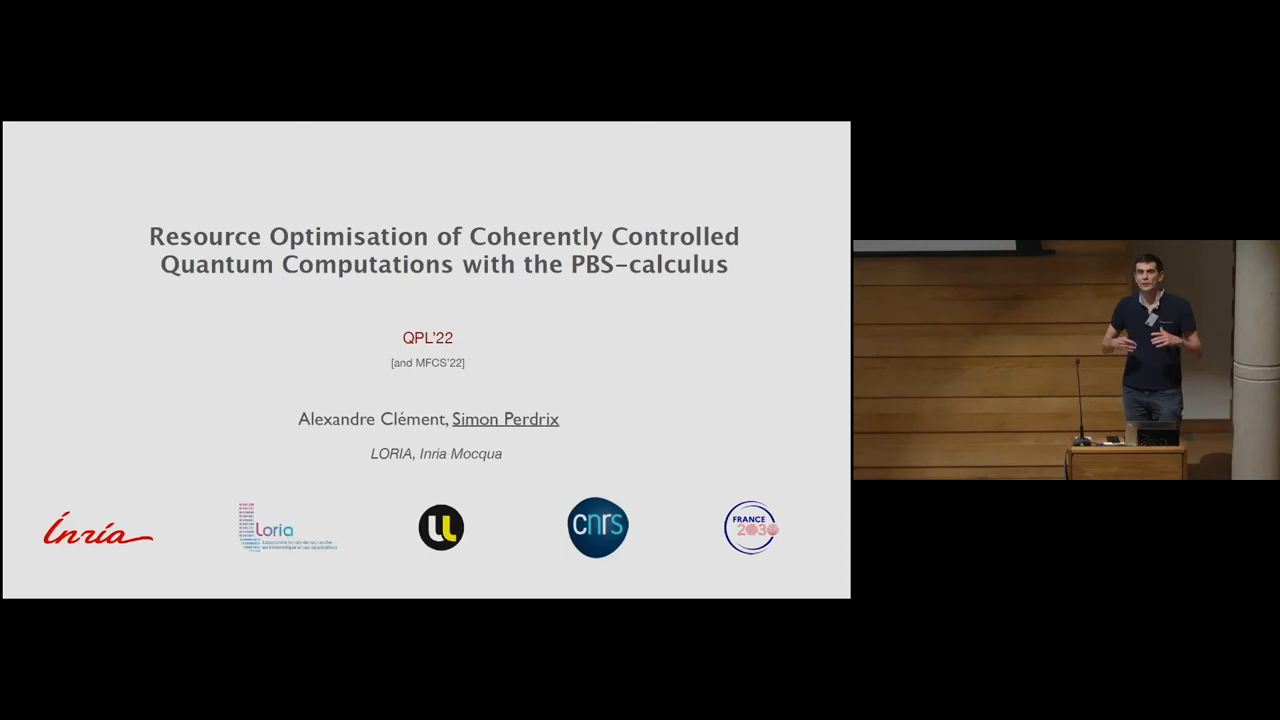 Resource Optimisation of Coherently Controlled
Quantum Computations with the PBS-calculus
QPL'22
[and MFCS'22]
Alexandre Clément, Simon Perdrix
LORIA, Inria Mocqua
Inria
Loria
cnrs
FRANCE
2030